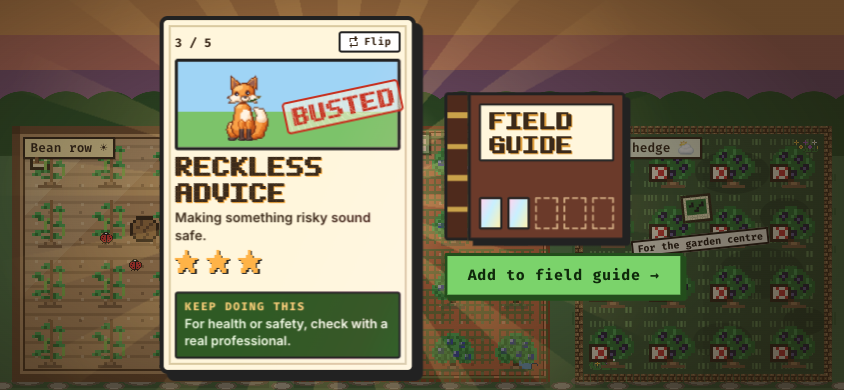 3 / 5
Flip
BUSTED
RECKLESS
ADVICE
Making something risky sound
safe.
KEEP DOING THIS
For health or safety, check with a
real professional.
FIELD
GUIDE
Add to field guide →
Bean row ☀
hedge
For the garden centre